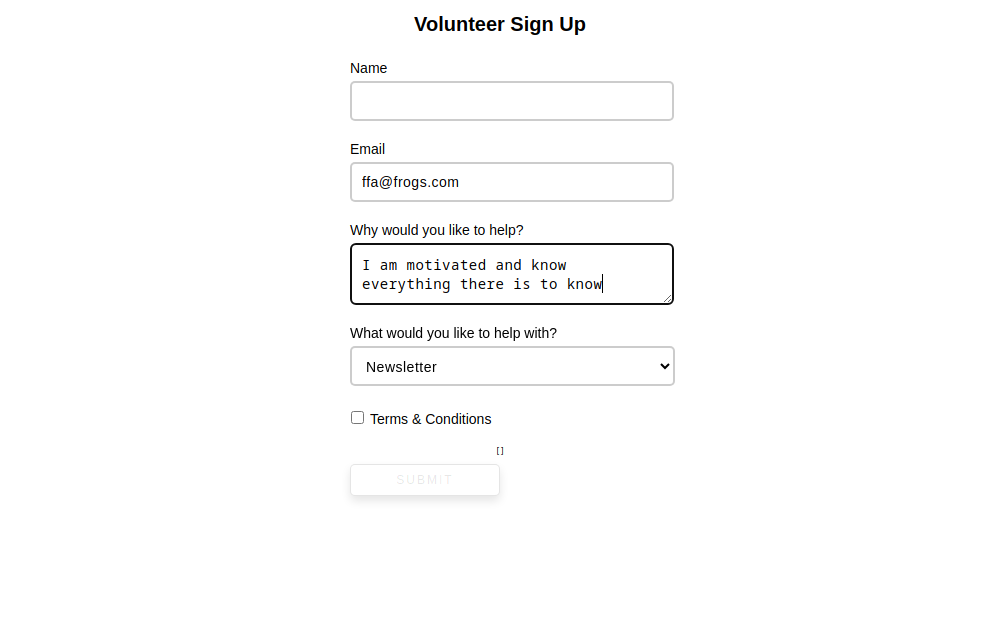 Volunteer Sign Up
Name
Email
ffa@frogs.com
Why would you like to help?
I am motivated and know
everything there is to know
What would you like to help with?
Newsletter
Terms & Conditions
[]
SUBMIT